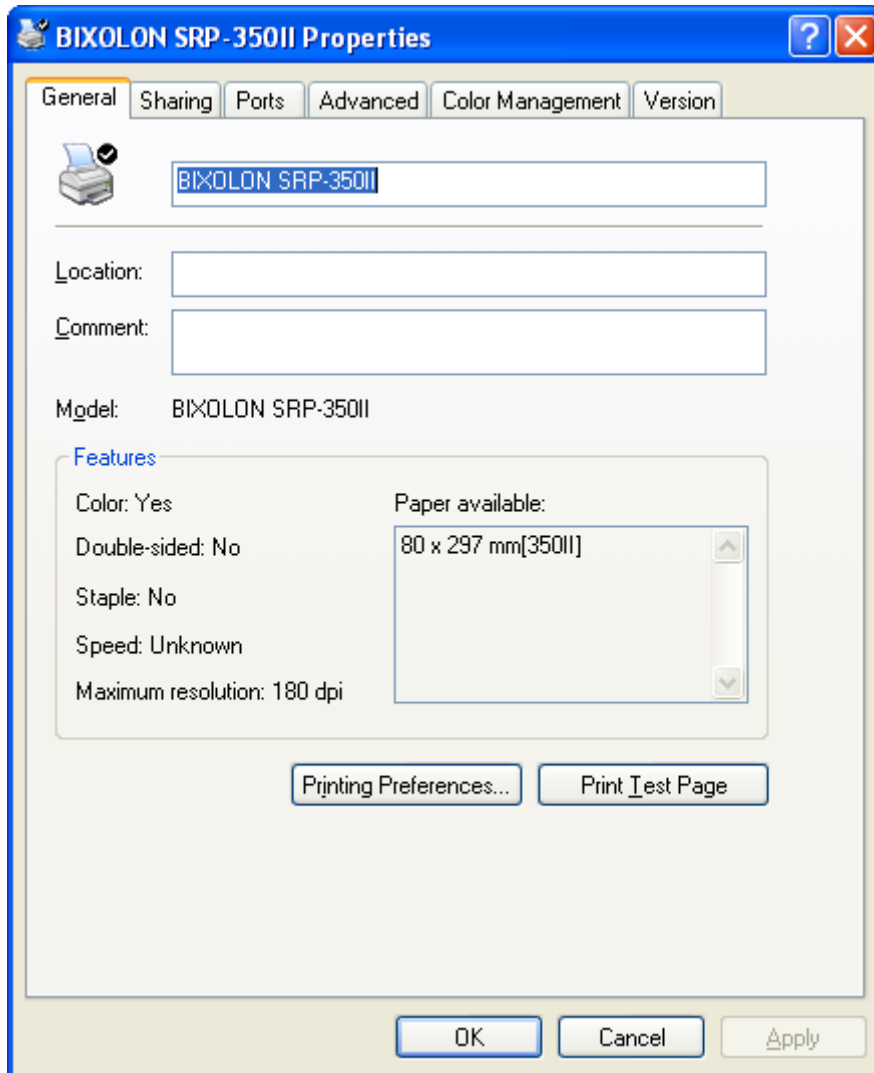 BIXOLON SRP-350II Properties
General Sharing Ports Advanced Color Management Version
BIXOLON SRP-350II
Location:
Comment:
Model: BIXOLON SRP-350II
Features
Color: Yes Paper available:
Double-sided: No 80 x 297 mm[350II]
Staple: No
Speed: Unknown
Maximum resolution: 180 dpi
Printing Preferences... Print Test Page
OK Cancel Apply